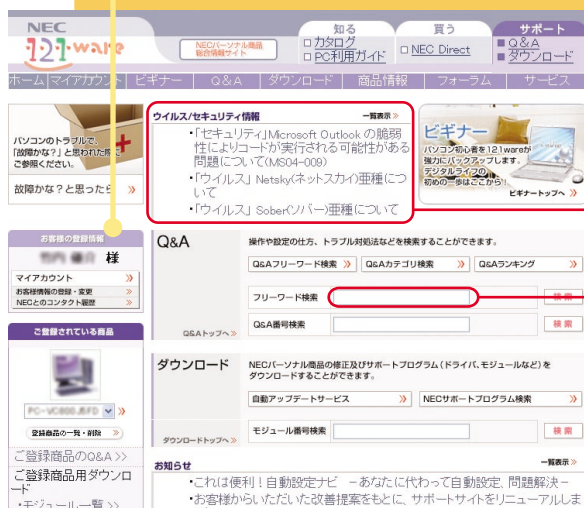 NEC
121ware
NECパーソナル商品
総合情報サイト
知る
カタログ
PC利用ガイド
買う
NEC Direct
サポート
Q&A
ダウンロード
ホーム マイアカウント ビギナー Q&A ダウンロード 商品情報 フォーラム サービス
パソコンのトラブルで、
「故障かな?」と思われた際に
ご参照ください。
故障かな?と思ったら
ウイルス/セキュリティ情報 一覧表示
・「セキュリティ」Microsoft Outlook の脆弱
性によりコードが実行される可能性がある
問題について(MS04-009)
・「ウイルス」Netsky(ネットスカイ)亜種につ
いて
・「ウイルス」Sober(ソバー)亜種について
ビギナー
パソコン初心者を121wareが
強力にバックアップします。
デジタルライフの
初めの一歩はここから!
ビギナートップへ
お客様の登録情報
様
マイアカウント
お客様情報の登録・変更
NECとのコンタクト履歴
ご登録されている商品
登録商品の一覧・削除
ご登録商品のQ&A>>
ご登録商品用ダウンロ
ード
・モジュール一覧>>
Q&A
操作や設定の仕方、トラブル対処法などを検索することができます。
Q&Aフリーワード検索 Q&Aカテゴリ検索 Q&Aランキング
フリーワード検索 検索
Q&A番号検索 検索
Q&Aトップへ
ダウンロード
NECパーソナル商品の修正及びサポートプログラム(ドライバ、モジュールなど)を
ダウンロードすることができます。
自動アップデートサービス NECサポートプログラム検索
モジュール番号検索 検索
ダウンロードトップへ
お知らせ 一覧表示
・これは便利!自動設定ナビ −あなたに代わって自動設定、問題解決−
・お客様からいただいた改善提案をもとに、サポートサイトをリニューアルしま